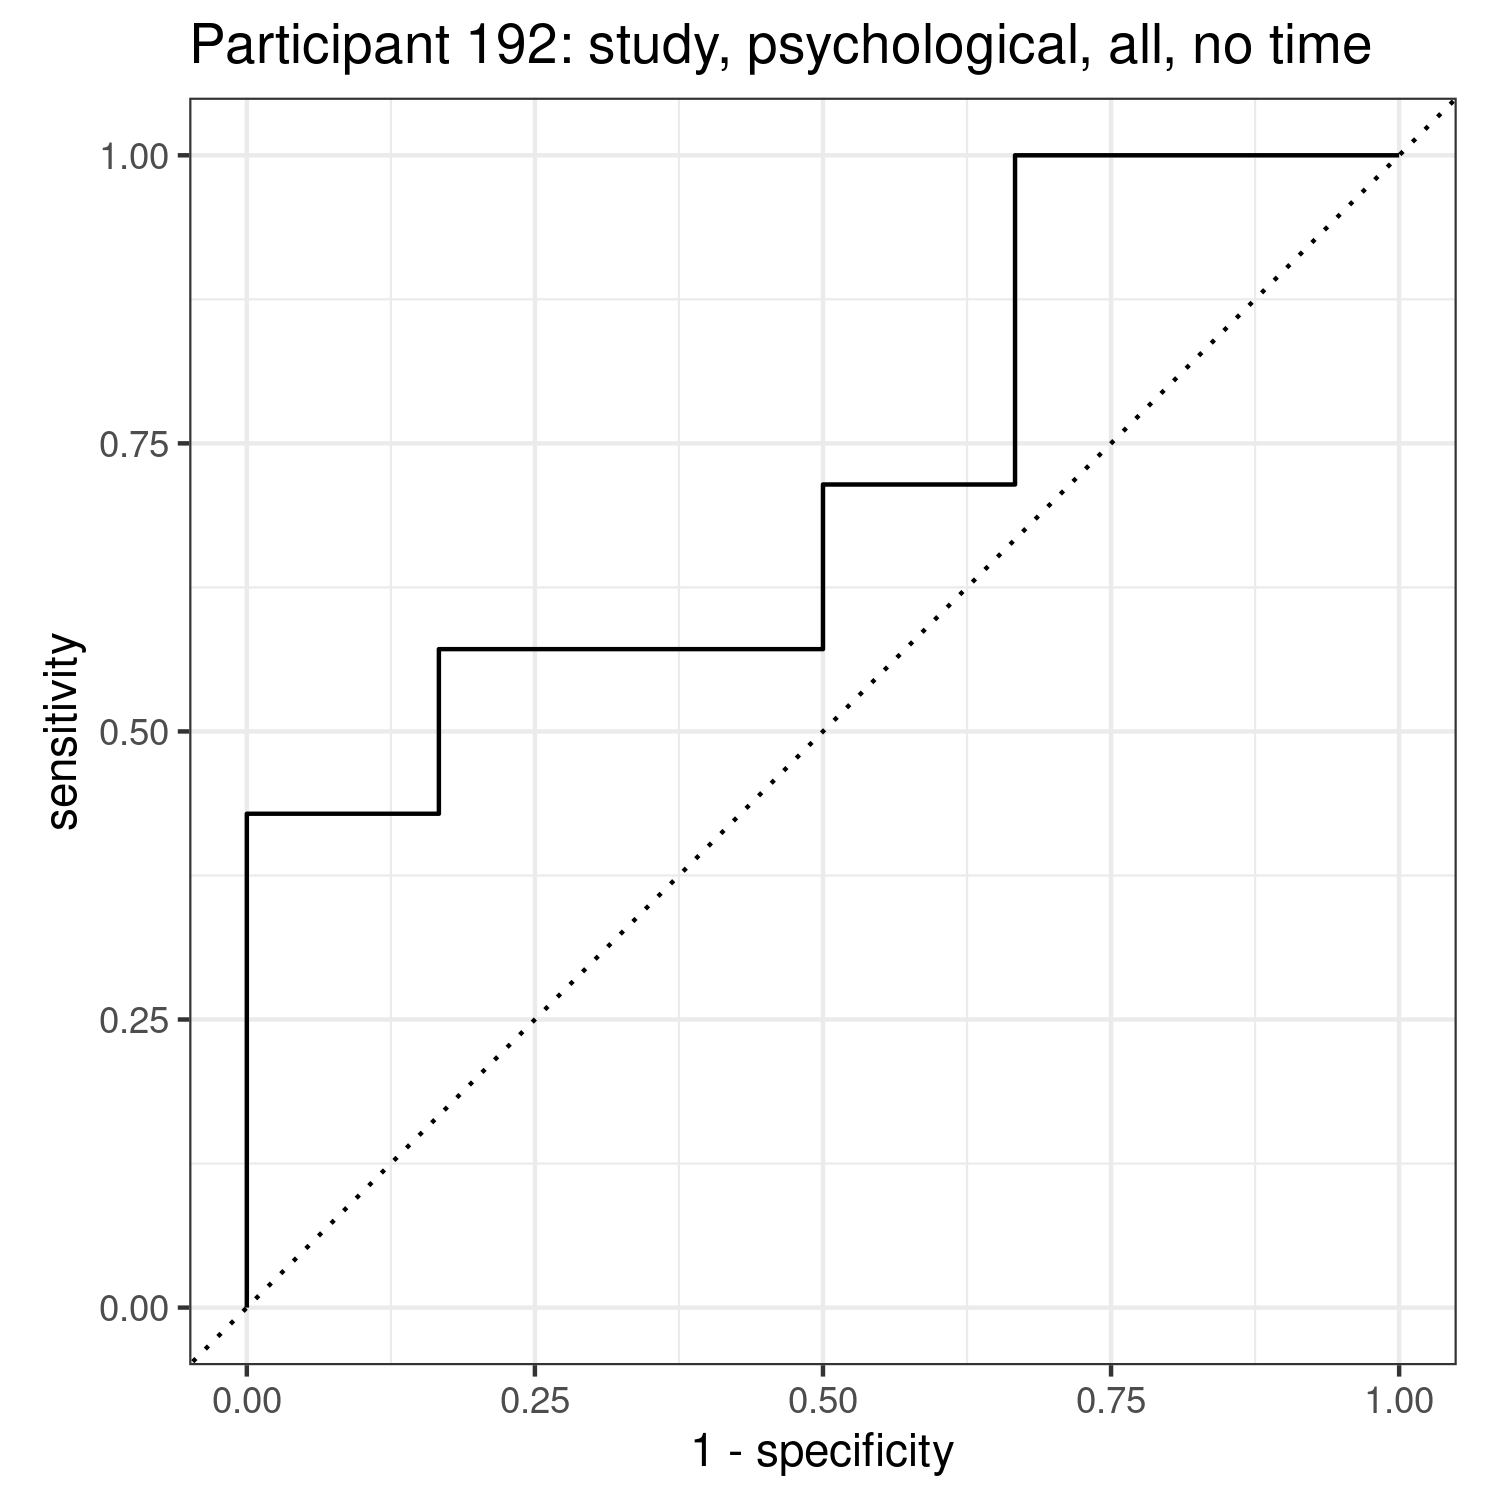 Participant 192: study, psychological, all, no time
1.00
0.75
0.50
0.25
0.00
sensitivity
0.00 0.25 0.50 0.75 1.00
1 - specificity